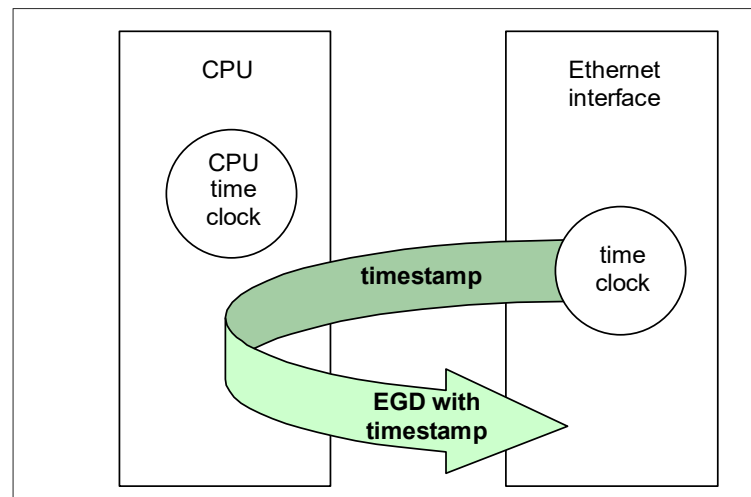 CPU
Ethernet
interface
CPU
time
clock
timestamp
time
clock
EGD with
timestamp